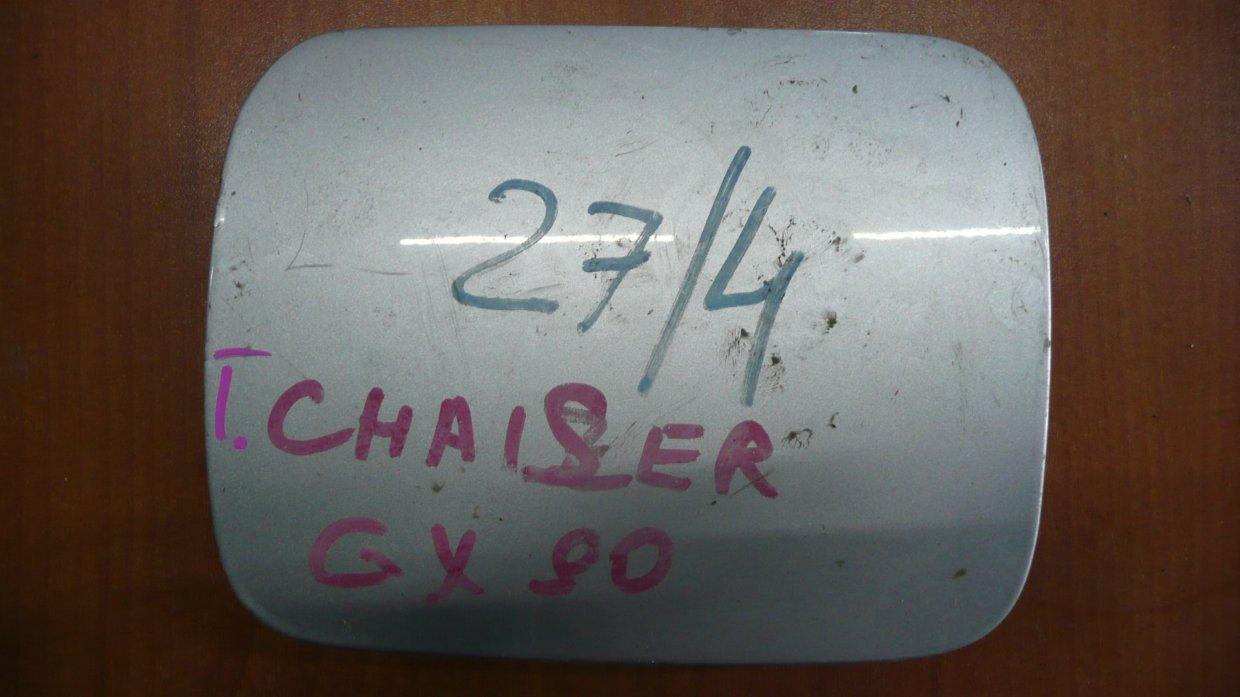 27/4
T. CHAISER
GX 90